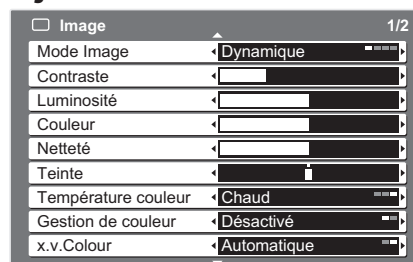 Image 1/2
Mode Image Dynamique
Contraste
Luminosité
Couleur
Netteté
Teinte
Température couleur Chaud
Gestion de couleur Désactivé
x.v.Colour Automatique